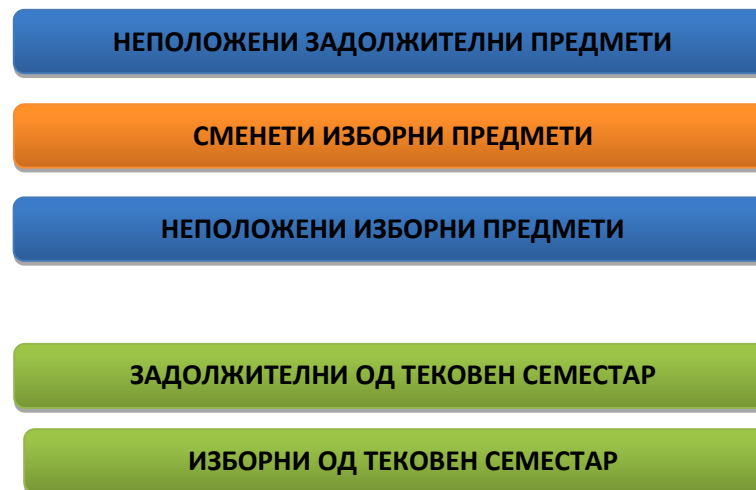 НЕПОЛОЖЕНИ ЗАДОЛЖИТЕЛНИ ПРЕДМЕТИ
СМЕНЕТИ ИЗБОРНИ ПРЕДМЕТИ
НЕПОЛОЖЕНИ ИЗБОРНИ ПРЕДМЕТИ
ЗАДОЛЖИТЕЛНИ ОД ТЕКОВЕН СЕМЕСТАР
ИЗБОРНИ ОД ТЕКОВЕН СЕМЕСТАР